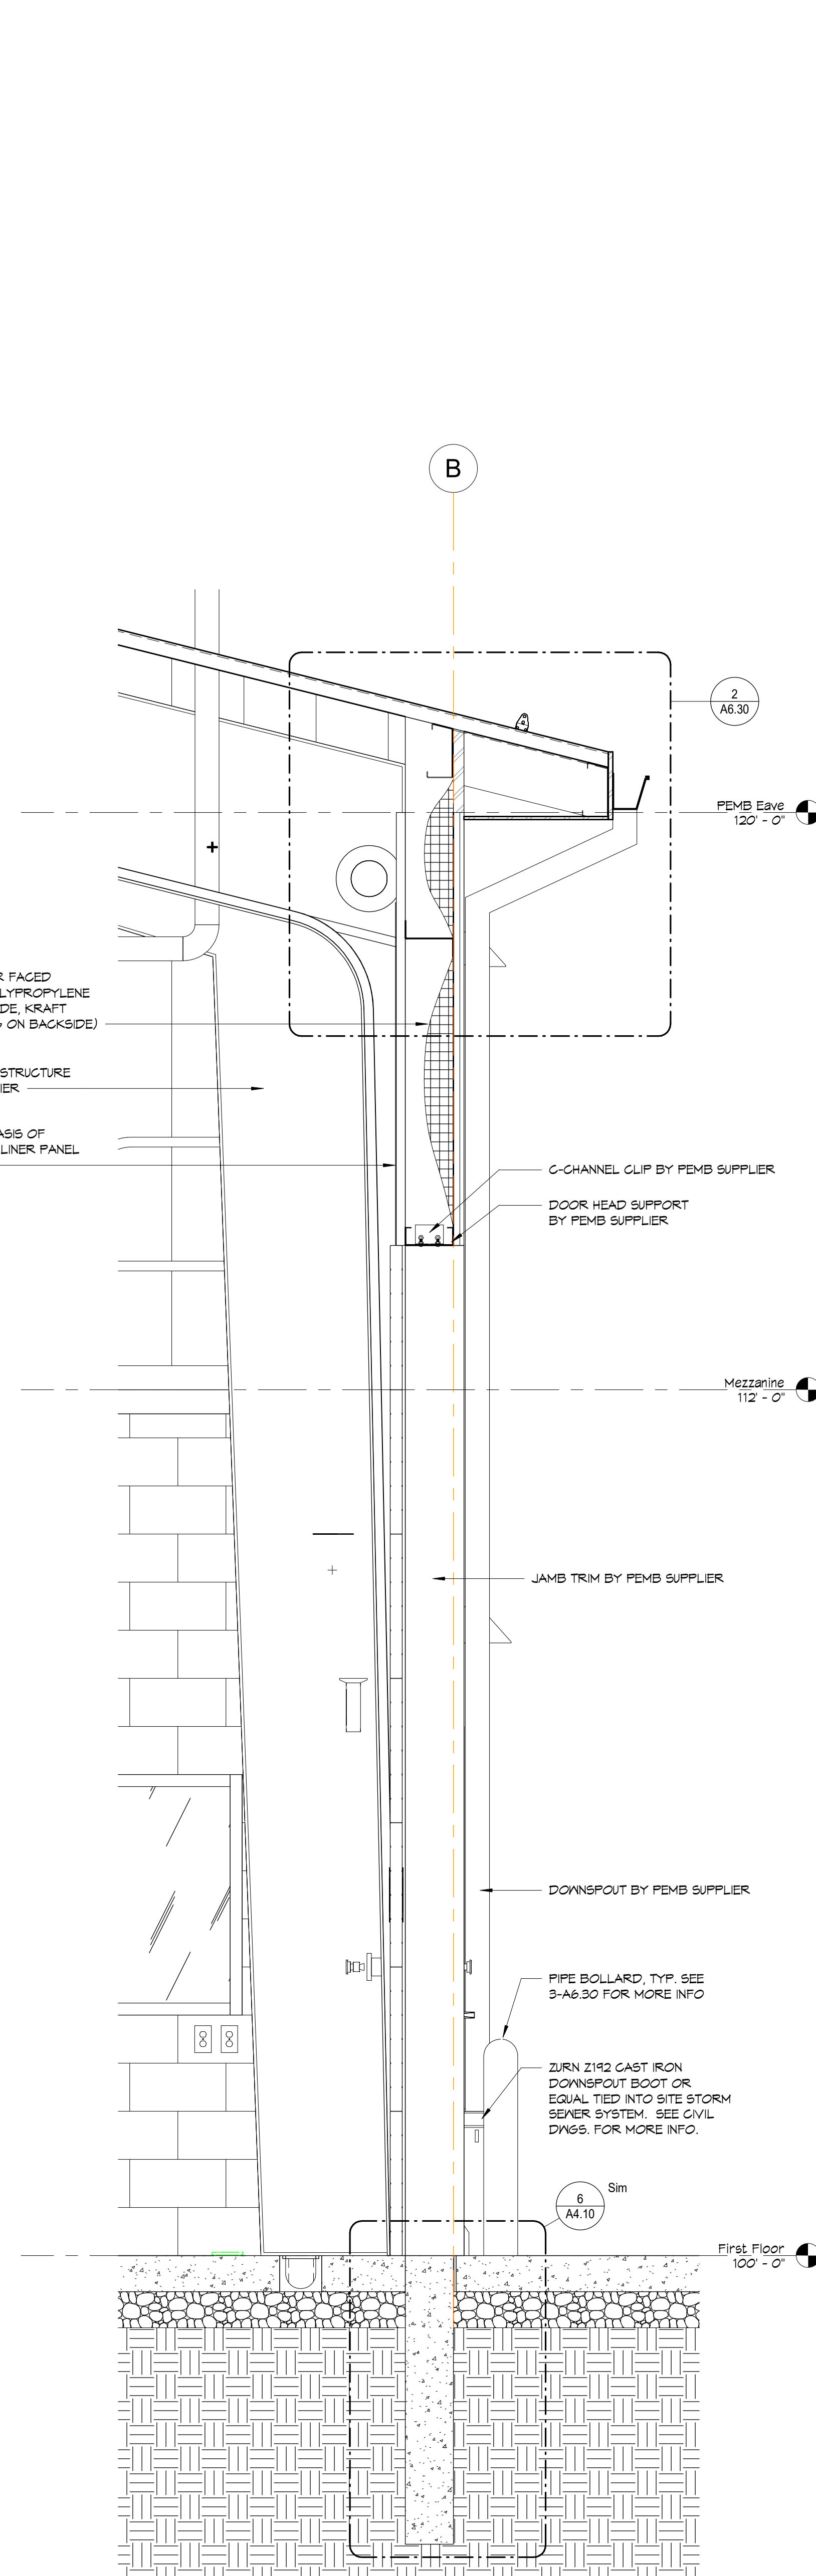 B
2
A6.30
PEMB Eave
120' - 0"
R FACED
LYPROPYLENE
DE, KRAFT
ON BACKSIDE)
STRUCTURE
IER
ASIS OF
LINER PANEL
C-CHANNEL CLIP BY PEMB SUPPLIER
DOOR HEAD SUPPORT
BY PEMB SUPPLIER
Mezzanine
112' - 0"
JAMB TRIM BY PEMB SUPPLIER
DOWNSPOUT BY PEMB SUPPLIER
PIPE BOLLARD, TYP. SEE
3-A6.30 FOR MORE INFO
ZURN Z192 CAST IRON
DOWNSPOUT BOOT OR
EQUAL TIED INTO SITE STORM
SEWER SYSTEM. SEE CIVIL
DWGS. FOR MORE INFO.
6
A4.10
Sim
First Floor
100' - 0"